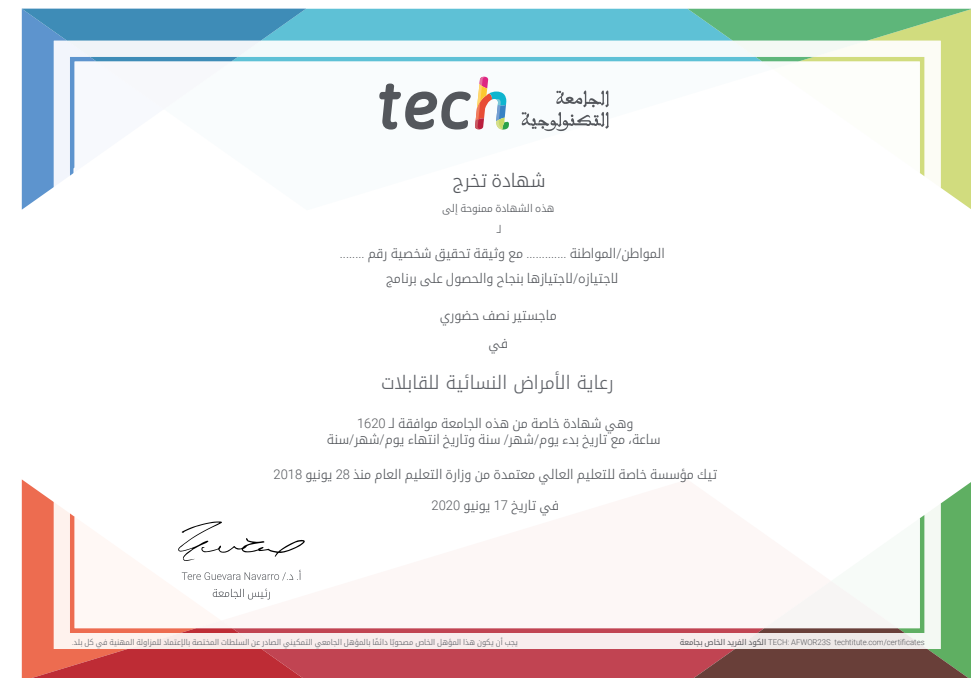 tech الجامعة
التكنولوجية
شهادة تخرج
هذه الشهادة ممنوحة إلى
لـ
المواطن/المواطنة ............ مع وثيقة تحقيق شخصية رقم ........
لاجتيازه/لاجتيازها بنجاح والحصول على برنامج
ماجستير نصف حضوري
في
رعاية الأمراض النسائية للقابلات
وهي شهادة خاصة من هذه الجامعة موافقة لـ 1620
ساعة، مع تاريخ بدء يوم/شهر/ سنة وتاريخ انتهاء يوم/شهر/سنة
تيك مؤسسة خاصة للتعليم العالي معتمدة من وزارة التعليم العام منذ 28 يونيو 2018
في تاريخ 17 يونيو 2020
أ. د./ Tere Guevara Navarro
رئيس الجامعة
الكود الفريد الخاص بجامعة TECH: AFWOR23S techtitute.com/certificates
يجب أن يكون هذا المؤهل الخاص مصحوبًا دائمًا بالمؤهل الجامعي التمكيني الصادر عن السلطات المختصة بالإعتماد للمزاولة المهنية في كل بلد.